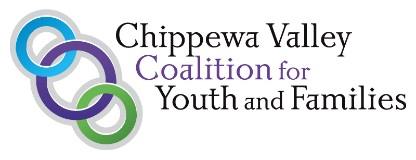 Chippewa Valley
Coalition for
Youth and Families